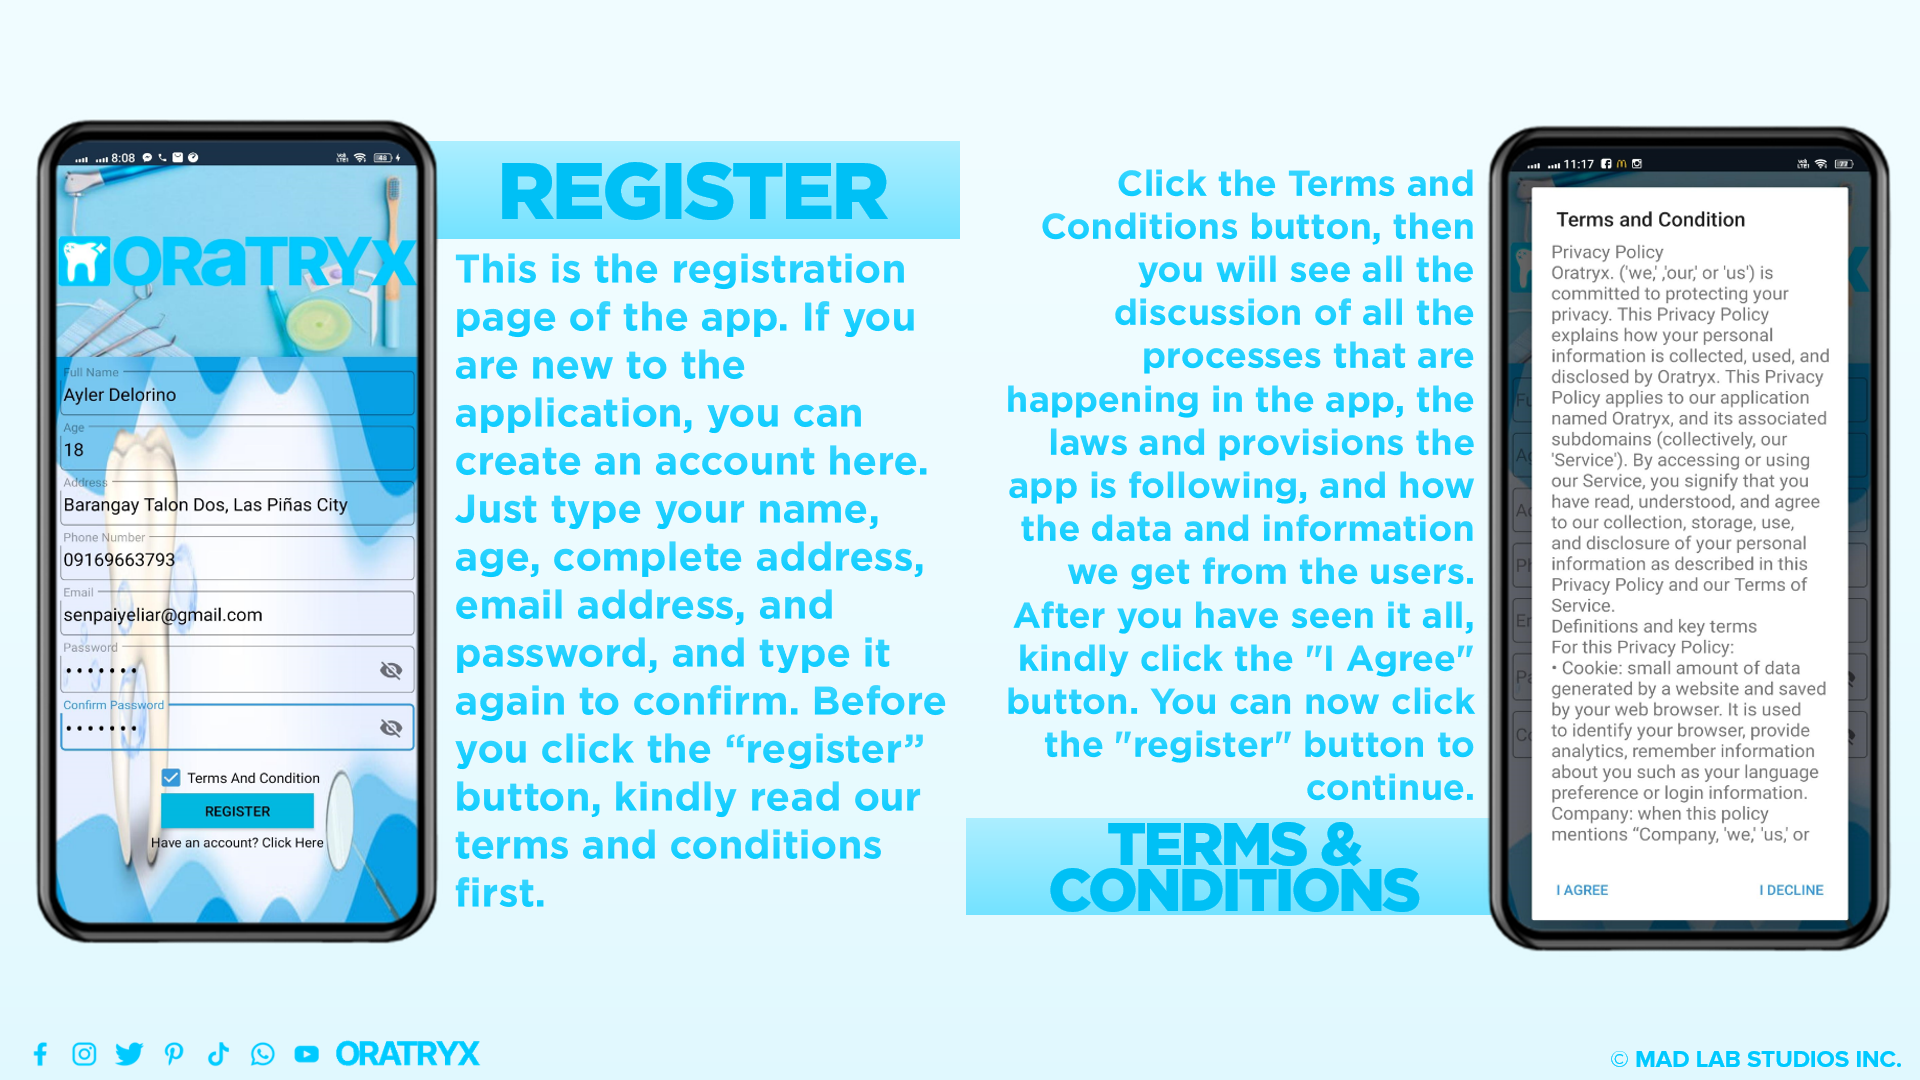 8:08
ORaTRYX
Full Name
Ayler Delorino
Age
18
Address
Barangay Talon Dos, Las Piñas City
Phone Number
09169663793
Email
senpaiyeliar@gmail.com
Password
Confirm Password
Terms And Condition
REGISTER
Have an account? Click Here
REGISTER
This is the registration
page of the app. If you
are new to the
application, you can
create an account here.
Just type your name,
age, complete address,
email address, and
password, and type it
again to confirm. Before
you click the “register”
button, kindly read our
terms and conditions
first.
Click the Terms and
Conditions button, then
you will see all the
discussion of all the
processes that are
happening in the app, the
laws and provisions the
app is following, and how
the data and information
we get from the users.
After you have seen it all,
kindly click the "I Agree"
button. You can now click
the "register" button to
continue.
TERMS &
CONDITIONS
11:17
Terms and Condition
Privacy Policy
Oratryx. ('we,' ,'our,' or 'us') is
committed to protecting your
privacy. This Privacy Policy
explains how your personal
information is collected, used, and
disclosed by Oratryx. This Privacy
Policy applies to our application
named Oratryx, and its associated
subdomains (collectively, our
'Service'). By accessing or using
our Service, you signify that you
have read, understood, and agree
to our collection, storage, use,
and disclosure of your personal
information as described in this
Privacy Policy and our Terms of
Service.
Definitions and key terms
For this Privacy Policy:
• Cookie: small amount of data
generated by a website and saved
by your web browser. It is used
to identify your browser, provide
analytics, remember information
about you such as your language
preference or login information.
Company: when this policy
mentions “Company, 'we,' 'us,' or
I AGREE
I DECLINE
ORATRYX
© MAD LAB STUDIOS INC.